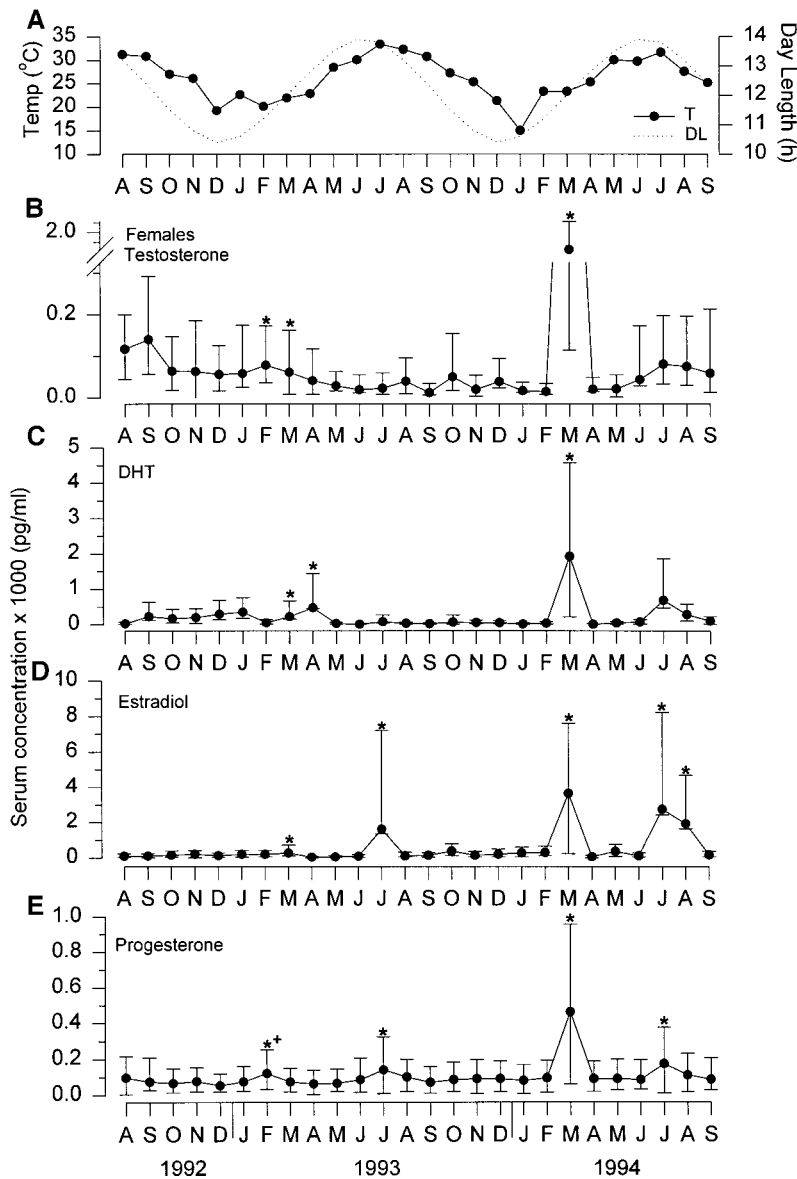 A
35
30
25
20
15
10
Temp (°C)
14
13
12
11
10
Day Length (h)
T
DL
A S O N D J F M A M J J A S O N D J F M A M J J A S
B
Females
Testosterone
2.0
0.2
0.0
* * *
A S O N D J F M A M J J A S O N D J F M A M J J A S
C
DHT
5
4
3
2
1
0
* * *
A S O N D J F M A M J J A S O N D J F M A M J J A S
Serum concentration x 1000 (pg/ml)
D
Estradiol
10
8
6
4
2
0
* * * * *
A S O N D J F M A M J J A S O N D J F M A M J J A S
E
Progesterone
1.0
0.8
0.6
0.4
0.2
0.0
*+ * * *
A S O N D J F M A M J J A S O N D J F M A M J J A S
1992 1993 1994